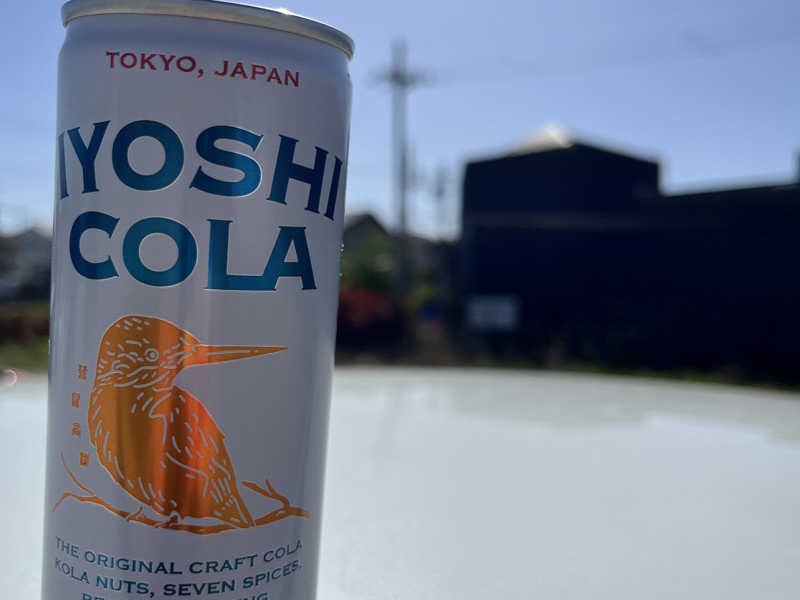 TOKYO, JAPAN
IYOSHI
COLA
THE ORIGINAL CRAFT COLA
KOLA NUTS, SEVEN SPICES,